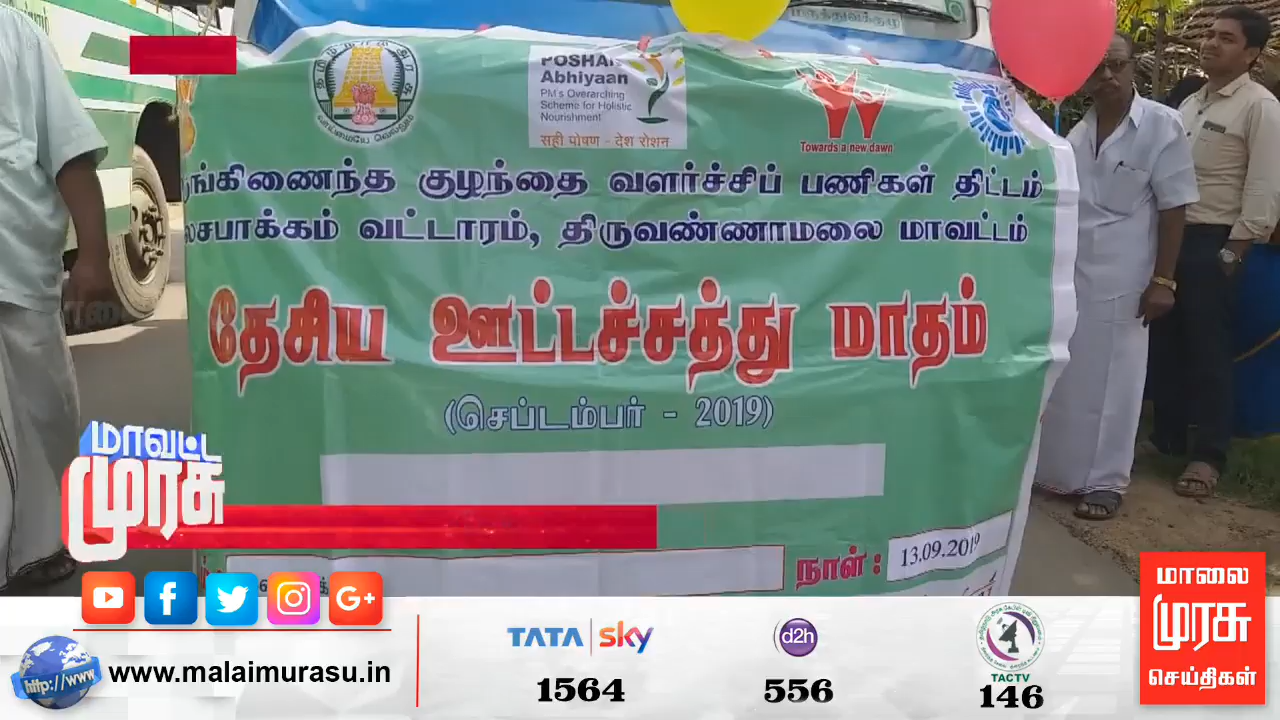 POSHAN
Abhiyaan
PM's Overarching
Scheme for Holistic
Nourishment
सही पोषण - देश रोशन
வாய்மையே வெல்லும்
Towards a new dawn
குழந்தை வளர்ச்சிப் பணிகள் திட்டம்
வட்டாரம், திருவண்ணாமலை மாவட்டம்
தேசிய ஊட்டச்சத்து மாதம்
(செப்டம்பர் - 2019)
நாள் : 13.09.2019
மாவட்ட
முரசு
http://www
www.malaimurasu.in
TATA sky
1564
d2h
556
TACTV
146
மாலை
முரசு
செய்திகள்